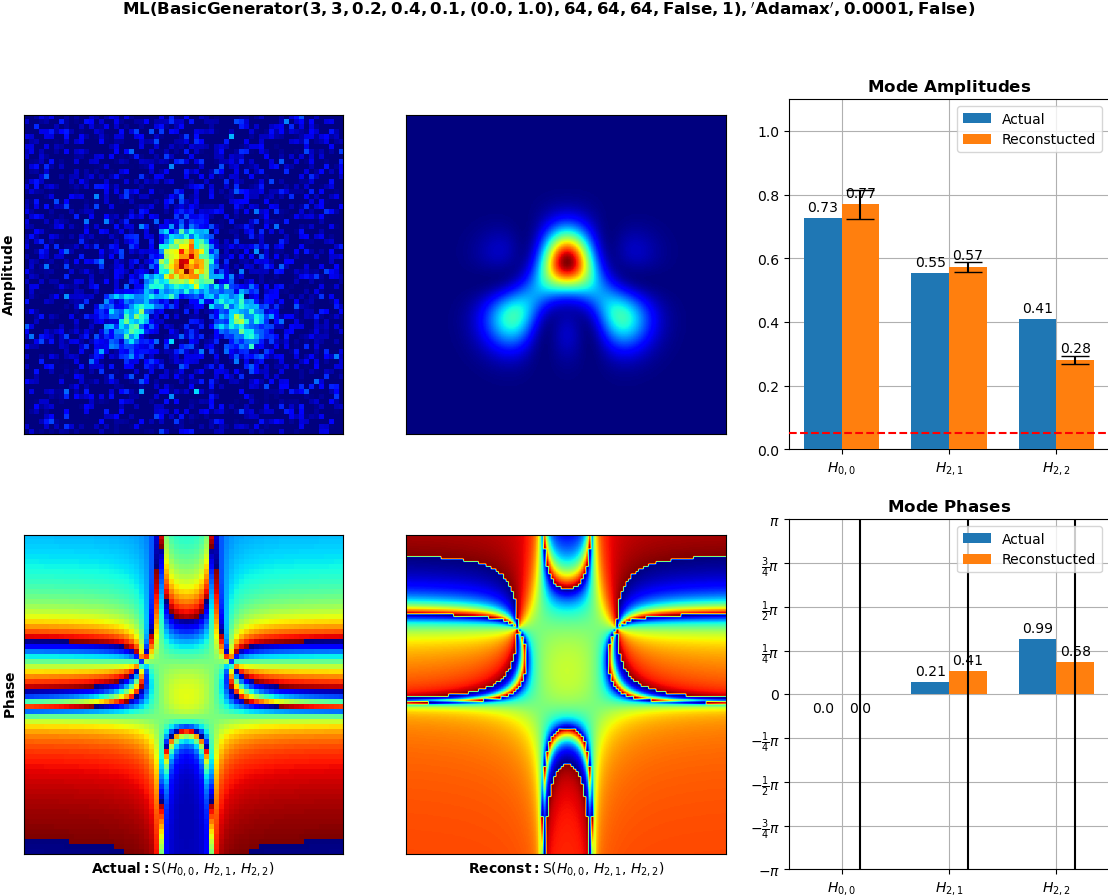 ML(BasicGenerator(3, 3, 0.2, 0.4, 0.1, (0.0, 1.0), 64, 64, 64, False, 1), 'Adamax', 0.0001, False)
Amplitude
Mode Amplitudes
Actual
Reconstucted
1.0
0.8
0.6
0.4
0.2
0.0
0.73
0.77
0.55
0.57
0.41
0.28
H₀,₀
H₂,₁
H₂,₂
Phase
Actual: S(H₀,₀, H₂,₁, H₂,₂)
Reconst: S(H₀,₀, H₂,₁, H₂,₂)
Mode Phases
Actual
Reconstucted
π
3/4π
1/2π
1/4π
0
−1/4π
−1/2π
−3/4π
−π
0.0
0.0
0.21
0.41
0.99
0.58
H₀,₀
H₂,₁
H₂,₂